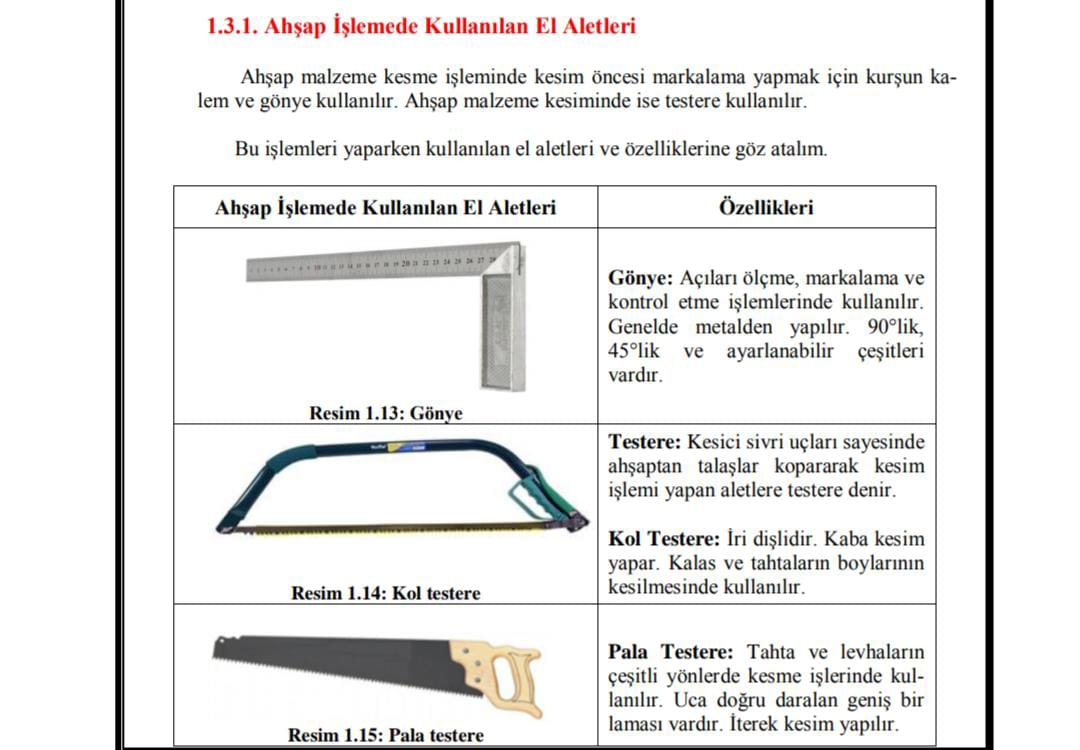 1.3.1. Ahşap İşlemede Kullanılan El Aletleri
Ahşap malzeme kesme işleminde kesim öncesi markalama yapmak için kurşun ka-
lem ve gönye kullanılır. Ahşap malzeme kesiminde ise testere kullanılır.
Bu işlemleri yaparken kullanılan el aletleri ve özelliklerine göz atalım.
Ahşap İşlemede Kullanılan El Aletleri
Özellikleri
Resim 1.13: Gönye
Gönye: Açıları ölçme, markalama ve
kontrol etme işlemlerinde kullanılır.
Genelde metalden yapılır. 90°lik,
45°lik ve ayarlanabilir çeşitleri
vardır.
Resim 1.14: Kol testere
Testere: Kesici sivri uçları sayesinde
ahşaptan talaşlar kopararak kesim
işlemi yapan aletlere testere denir.
Kol Testere: İri dişlidir. Kaba kesim
yapar. Kalas ve tahtaların boylarının
kesilmesinde kullanılır.
Resim 1.15: Pala testere
Pala Testere: Tahta ve levhaların
çeşitli yönlerde kesme işlerinde kul-
lanılır. Uca doğru daralan geniş bir
laması vardır. İterek kesim yapılır.